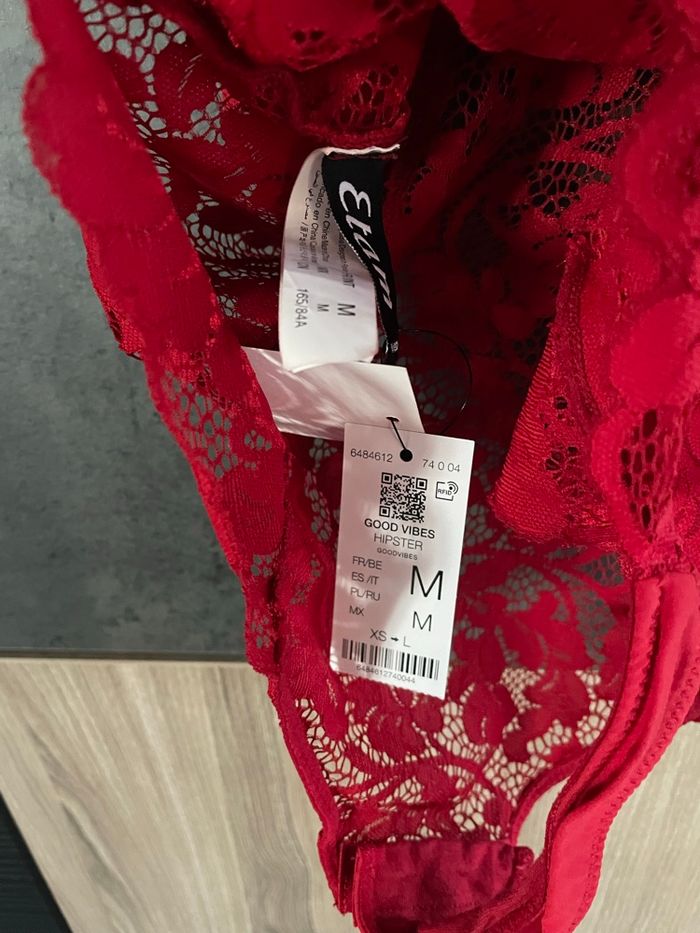 Etam
M
M
165/84A
6484612 74 0 04
RFID
GOOD VIBES
HIPSTER
GOODVIBES
FR/BE
ES /IT
PL/RU
MX
M
M
XS → L
6484612740044